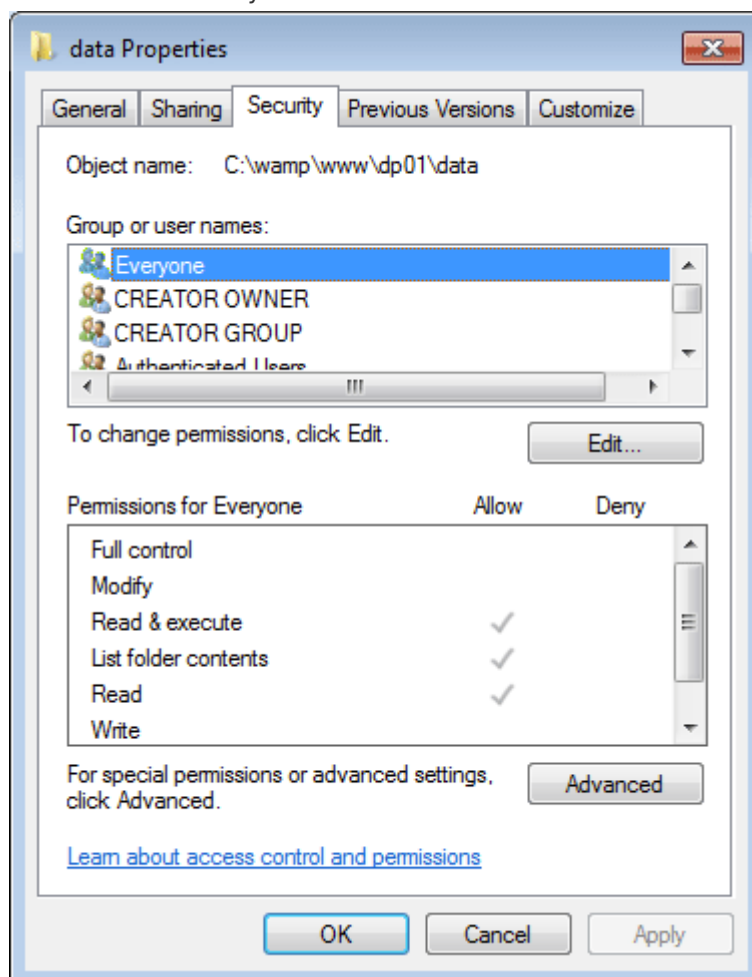 data Properties
General Sharing Security Previous Versions Customize
Object name: C:\wamp\www\dp01\data
Group or user names:
Everyone
CREATOR OWNER
CREATOR GROUP
Authenticated Users
To change permissions, click Edit.
Edit...
Permissions for Everyone Allow Deny
Full control
Modify
Read & execute
List folder contents
Read
Write
For special permissions or advanced settings,
click Advanced.
Advanced
Learn about access control and permissions
OK Cancel Apply